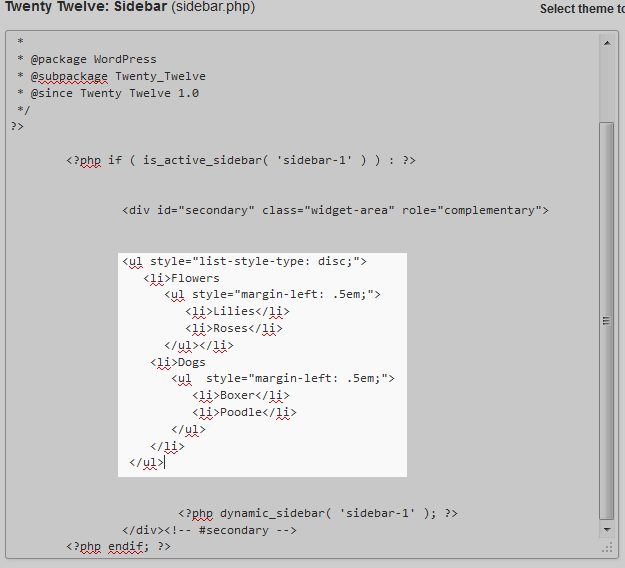 Twenty Twelve: Sidebar (sidebar.php)
Select theme to
*
* @package WordPress
* @subpackage Twenty_Twelve
* @since Twenty Twelve 1.0
*/
?>
<?php if ( is_active_sidebar( 'sidebar-1' ) ) : ?>
<div id="secondary" class="widget-area" role="complementary">
<ul style="list-style-type: disc;">
<li>Flowers
<ul style="margin-left: .5em;">
<li>Lilies</li>
<li>Roses</li>
</ul></li>
<li>Dogs
<ul  style="margin-left: .5em;">
<li>Boxer</li>
<li>Poodle</li>
</ul>
</li>
</ul>
<?php dynamic_sidebar( 'sidebar-1' ); ?>
</div><!-- #secondary -->
<?php endif; ?>